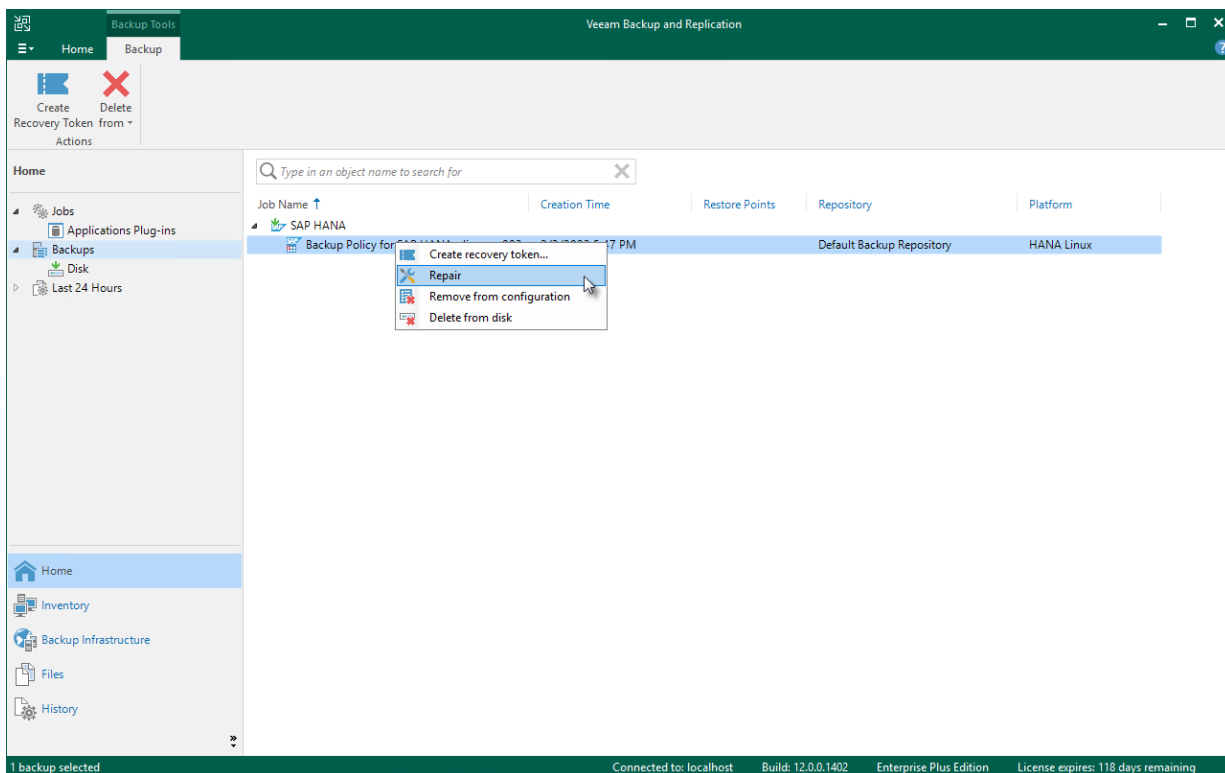 Backup Tools
Veeam Backup and Replication
Home Backup
Create Recovery Token
Delete from
Actions
Home
Jobs
Applications Plug-ins
Backups
Disk
Last 24 Hours
Type in an object name to search for
Job Name Creation Time Restore Points Repository Platform
SAP HANA
Backup Policy for 7 PM Default Backup Repository HANA Linux
Create recovery token...
Repair
Remove from configuration
Delete from disk
Home
Inventory
Backup Infrastructure
Files
History
1 backup selected Connected to: localhost Build: 12.0.0.1402 Enterprise Plus Edition License expires: 118 days remaining